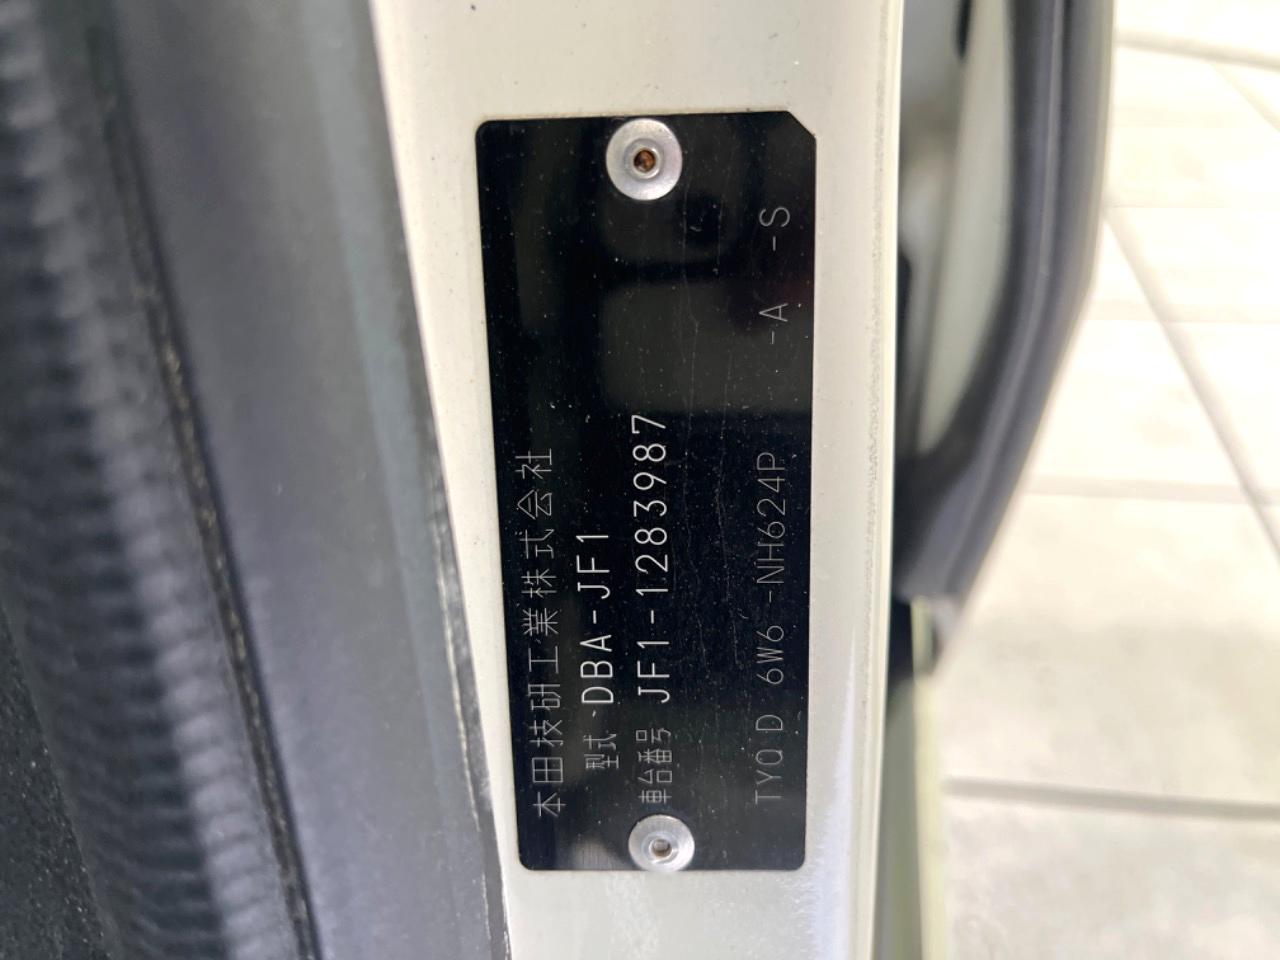 本田技研工業株式会社
型式 DBA-JF1
車台番号 JF1-1283987
TYQ D 6W6 -NH624P -A -S